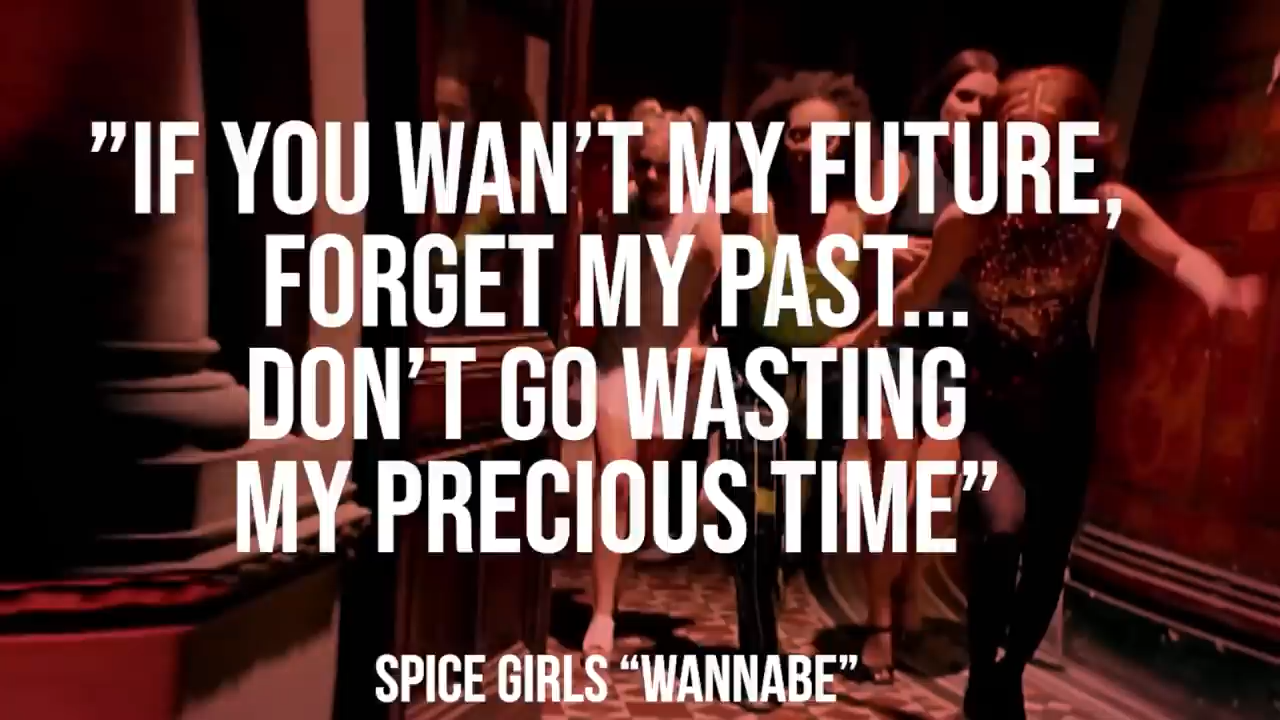 ”IF YOU WAN’T MY FUTURE,
FORGET MY PAST...
DON’T GO WASTING
MY PRECIOUS TIME”
SPICE GIRLS “WANNABE”